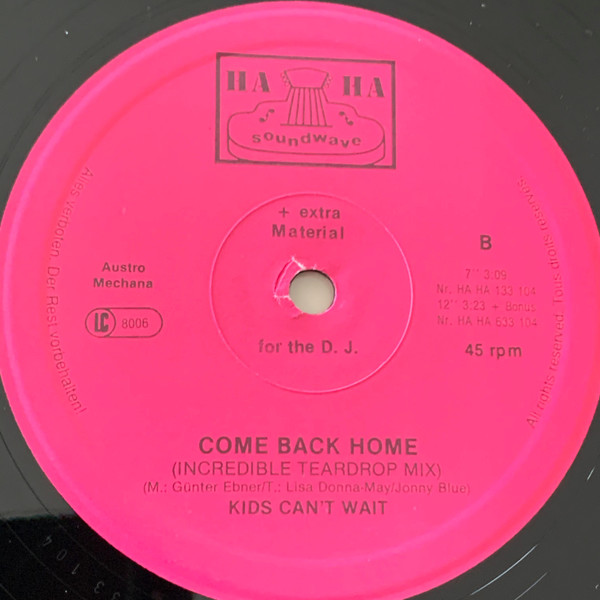 HA HA
soundwave
+ extra
Material
for the D. J.
B
7" 3:09
Nr. HA HA 133 104
12" 3:23 + Bonus
Nr. HA HA 633 104
45 rpm
Austro
Mechana
LC 8006
Alles verboten. Der Rest vorbehalten!
All rights reserved. Tous droits reservés.
COME BACK HOME
(INCREDIBLE TEARDROP MIX)
(M.: Günter Ebner/T.: Lisa Donna-May/Jonny Blue)
KIDS CAN'T WAIT